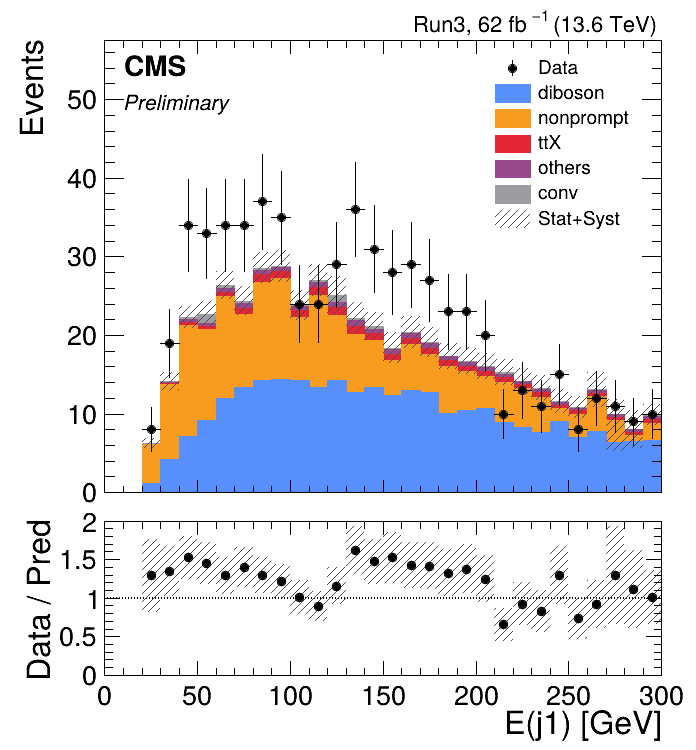 Run3, 62 fb⁻¹ (13.6 TeV)
CMS
Preliminary
Events
50
40
30
20
10
0
Data
diboson
nonprompt
ttX
others
conv
Stat+Syst
Data / Pred
2
1.5
1
0.5
0
0 50 100 150 200 250 300
E(j1) [GeV]